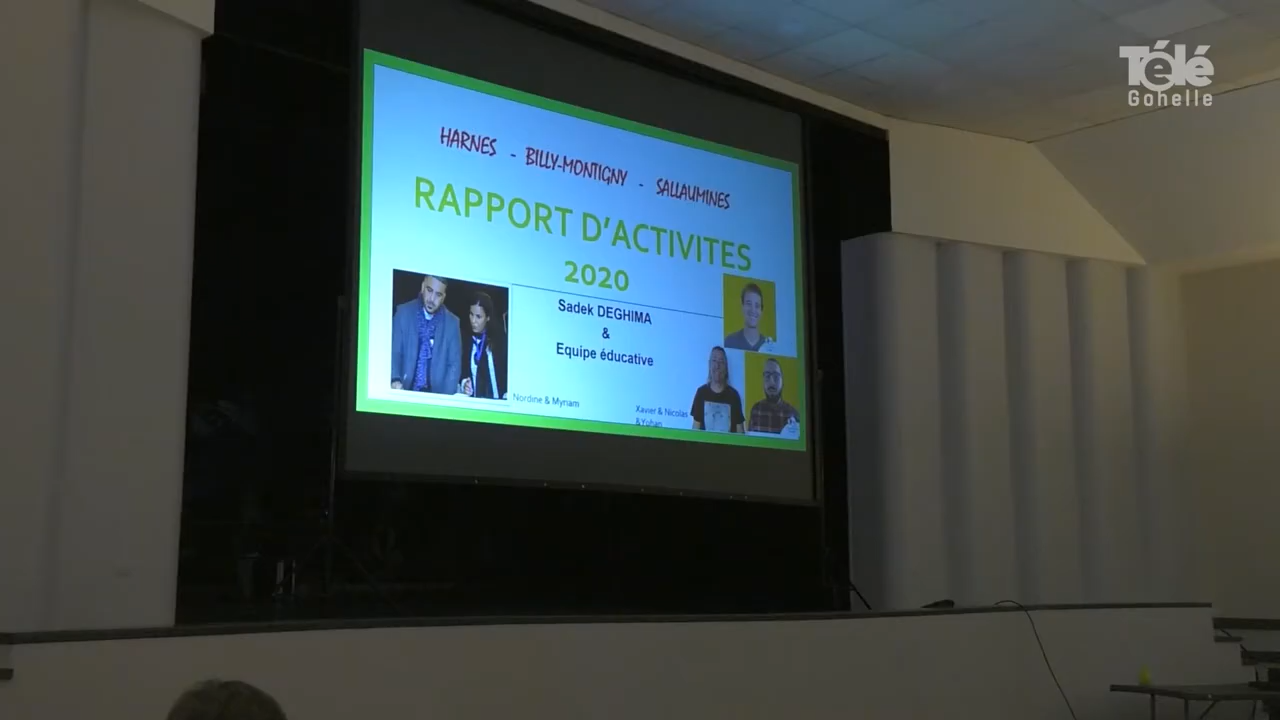 Télé
Gohelle
HARNES - BILLY-MONTIGNY - SALLAUMINES
RAPPORT D'ACTIVITES
2020
Sadek DEGHIMA
&
Equipe éducative
Nordine & Myriam
Xavier & Nicolas
&Yohan